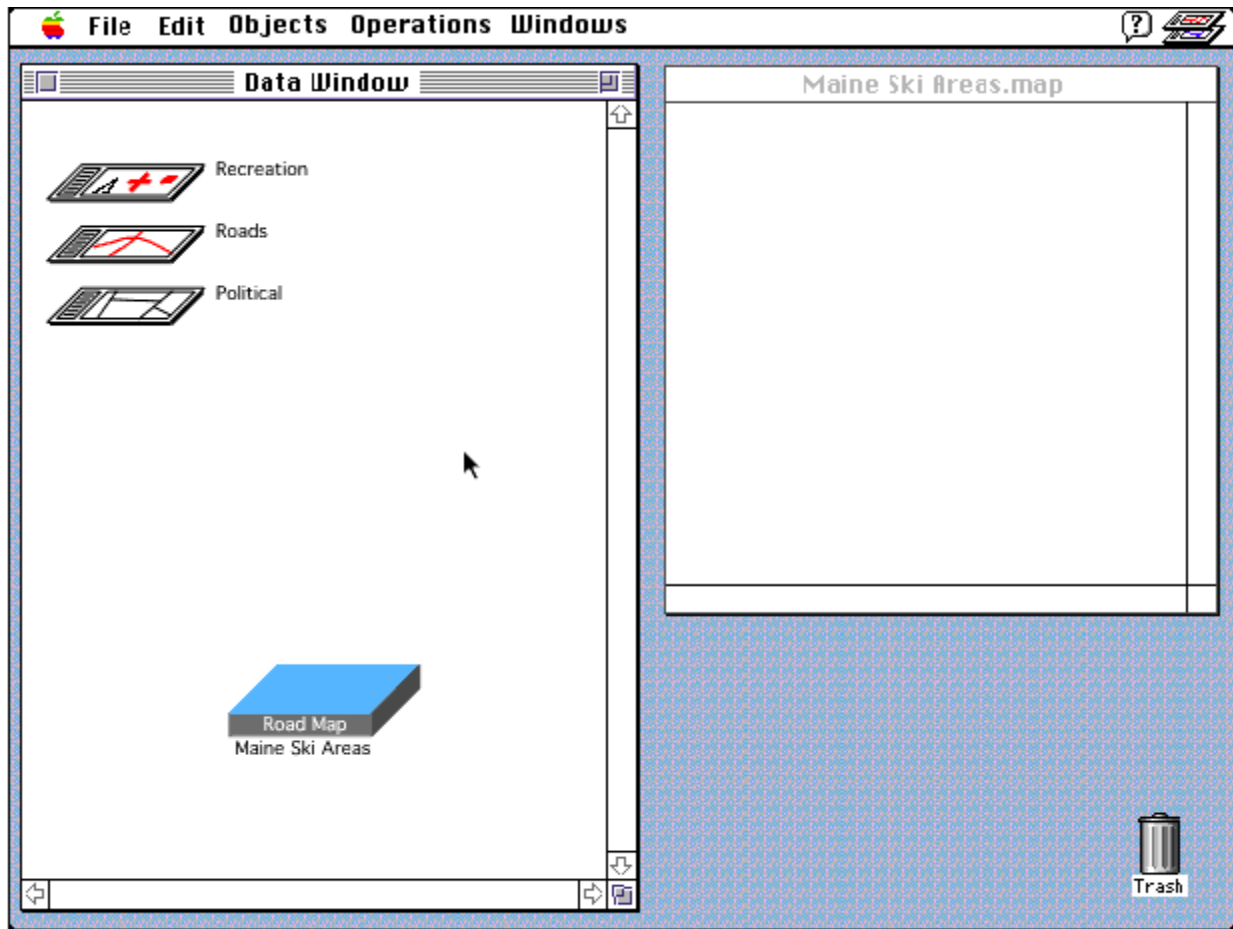 File Edit Objects Operations Windows
?
Data Window
Maine Ski Areas.map
Recreation
Roads
Political
Road Map
Maine Ski Areas
Trash